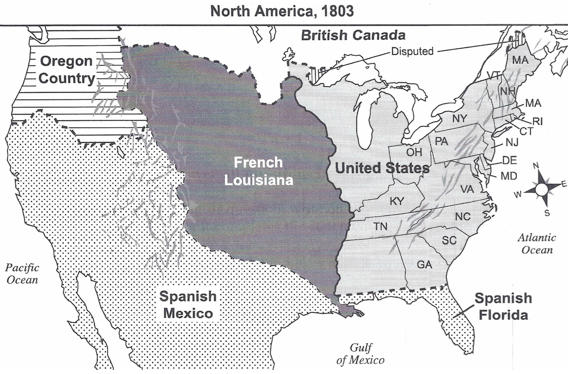 North America, 1803
British Canada
Disputed
Oregon
Country
MA
VT
NH
MA
NY
RI
CT
PA
NJ
OH
DE
MD
French
Louisiana
United States
N
W
E
S
VA
KY
NC
TN
SC
Atlantic
Ocean
GA
Pacific
Ocean
Spanish
Mexico
Spanish
Florida
Gulf
of Mexico